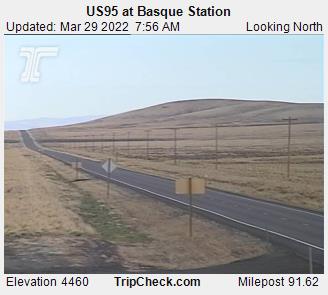 US95 at Basque Station
Updated: Mar 29 2022 7:56 AM Looking North
Elevation 4460 TripCheck.com Milepost 91.62